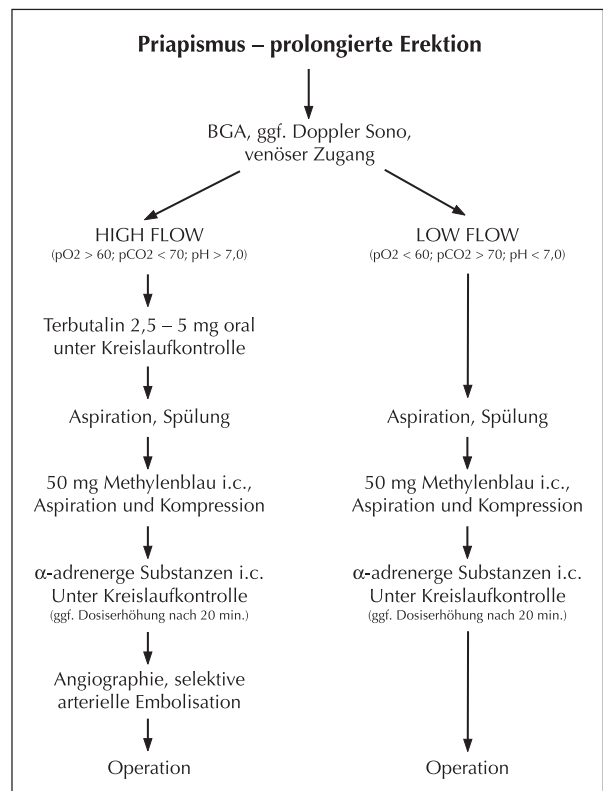 Priapismus – prolongierte Erektion
BGA, ggf. Doppler Sono,
venöser Zugang
HIGH FLOW
(pO2 > 60; pCO2 < 70; pH > 7,0)
Terbutalin 2,5 – 5 mg oral
unter Kreislaufkontrolle
Aspiration, Spülung
50 mg Methylenblau i.c.,
Aspiration und Kompression
α-adrenerge Substanzen i.c.
Unter Kreislaufkontrolle
(ggf. Dosiserhöhung nach 20 min.)
Angiographie, selektive
arterielle Embolisation
Operation
LOW FLOW
(pO2 < 60; pCO2 > 70; pH < 7,0)
Aspiration, Spülung
50 mg Methylenblau i.c.,
Aspiration und Kompression
α-adrenerge Substanzen i.c.
Unter Kreislaufkontrolle
(ggf. Dosiserhöhung nach 20 min.)
Operation